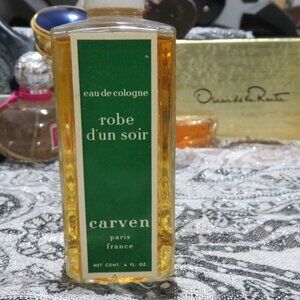 eau de cologne
robe
d'un soir
carven
paris
france
NET CONT. 4 FL. OZ.
Oscar de la Renta